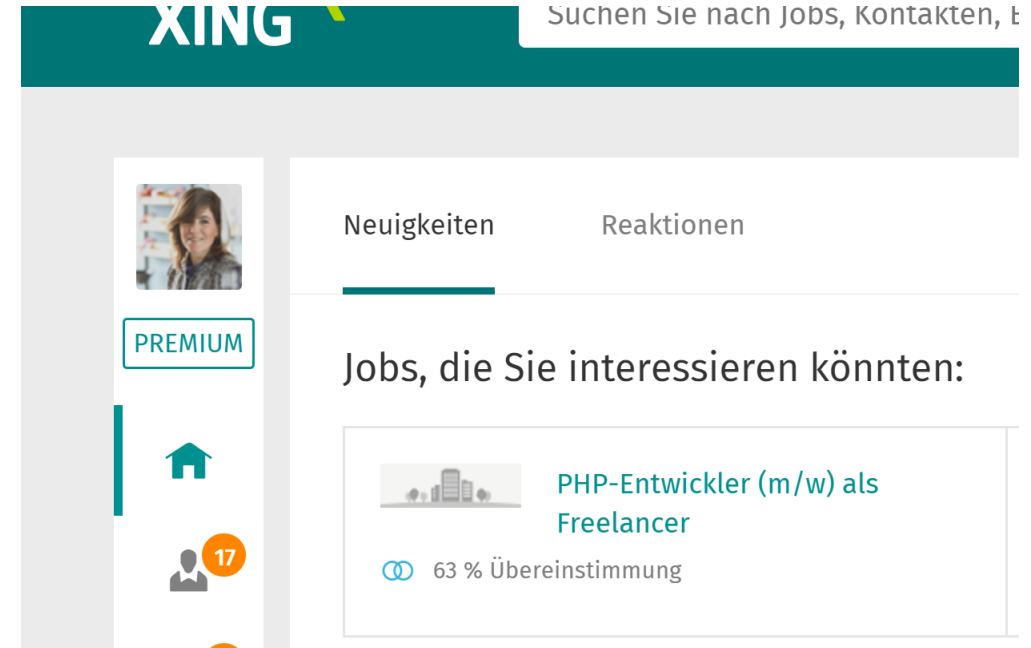 XING
Suchen Sie nach Jobs, Kontakten,
Neuigkeiten
Reaktionen
PREMIUM
Jobs, die Sie interessieren könnten:
PHP-Entwickler (m/w) als
Freelancer
63 % Übereinstimmung
17